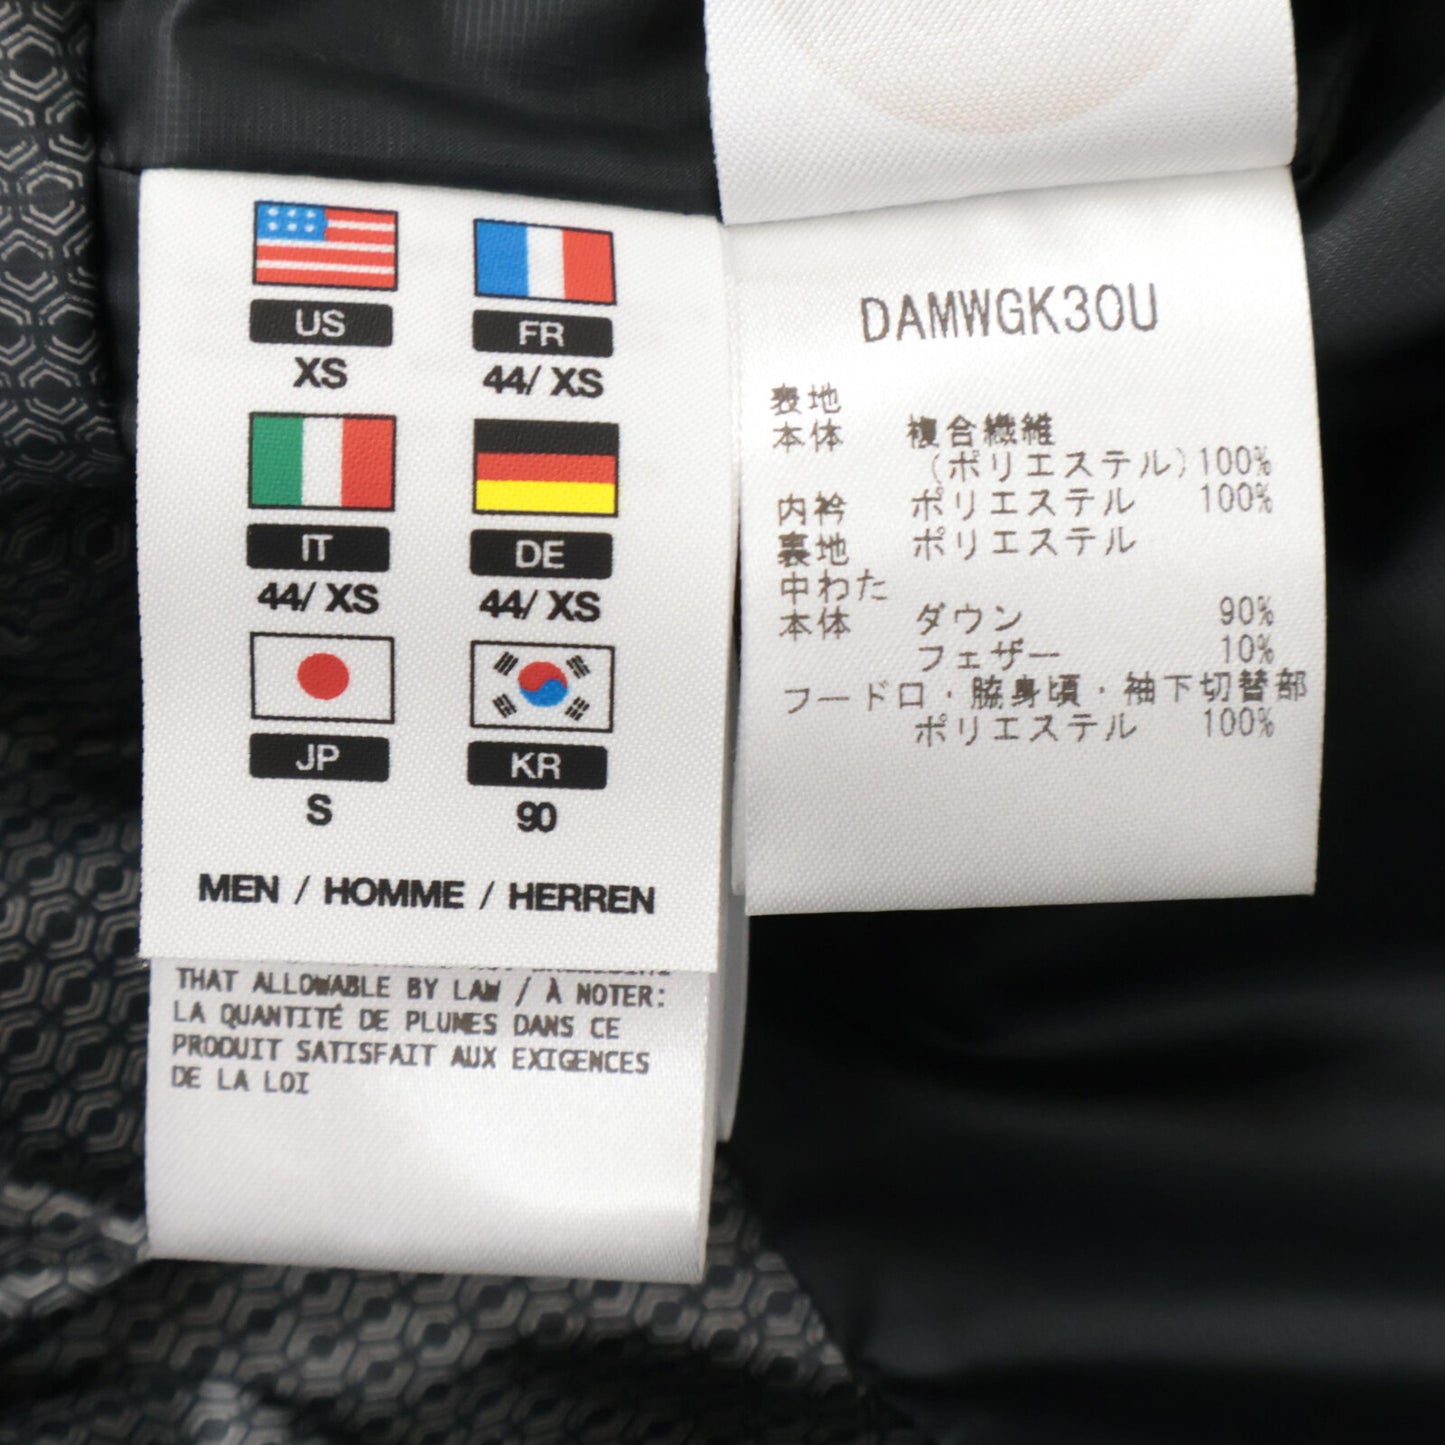 US
FR
XS
44/ XS
IT
DE
44/ XS
44/ XS
JP
KR
S
90
MEN / HOMME / HERREN
THAT ALLOWABLE BY LAW / À NOTER:
LA QUANTITÉ DE PLUMES DANS CE
PRODUIT SATISFAIT AUX EXIGENCES
DE LA LOI
DAMWGK30U
表地
本体 複合繊維
(ポリエステル)100%
内衿 ポリエステル 100%
裏地 ポリエステル
中わた
本体 ダウン 90%
フェザー 10%
フードロ・脇身頃・袖下切替部
ポリエステル 100%